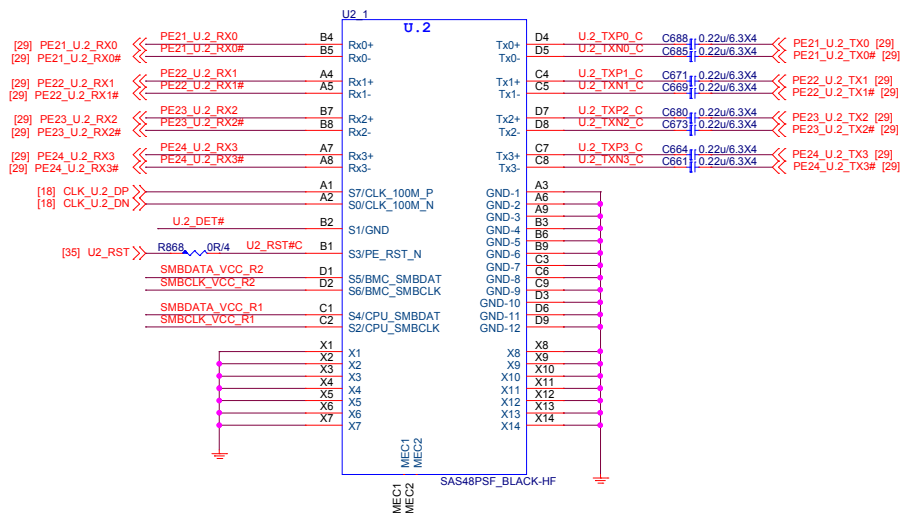 U2_1
U.2
[29] PE21_U.2_RX0 PE21_U.2_RX0 B4 Rx0+ Tx0+ D4 U.2_TXP0_C C688 0.22u/6.3X4 PE21_U.2_TX0 [29]
[29] PE21_U.2_RX0# PE21_U.2_RX0# B5 Rx0- Tx0- D5 U.2_TXN0_C C685 0.22u/6.3X4 PE21_U.2_TX0# [29]
[29] PE22_U.2_RX1 PE22_U.2_RX1 A4 Rx1+ Tx1+ C4 U.2_TXP1_C C671 0.22u/6.3X4 PE22_U.2_TX1 [29]
[29] PE22_U.2_RX1# PE22_U.2_RX1# A5 Rx1- Tx1- C5 U.2_TXN1_C C669 0.22u/6.3X4 PE22_U.2_TX1# [29]
[29] PE23_U.2_RX2 PE23_U.2_RX2 B7 Rx2+ Tx2+ D7 U.2_TXP2_C C680 0.22u/6.3X4 PE23_U.2_TX2 [29]
[29] PE23_U.2_RX2# PE23_U.2_RX2# B8 Rx2- Tx2- D8 U.2_TXN2_C C673 0.22u/6.3X4 PE23_U.2_TX2# [29]
[29] PE24_U.2_RX3 PE24_U.2_RX3 A7 Rx3+ Tx3+ C7 U.2_TXP3_C C664 0.22u/6.3X4 PE24_U.2_TX3 [29]
[29] PE24_U.2_RX3# PE24_U.2_RX3# A8 Rx3- Tx3- C8 U.2_TXN3_C C661 0.22u/6.3X4 PE24_U.2_TX3# [29]
[18] CLK_U.2_DP A1 S7/CLK_100M_P GND-1 A3
[18] CLK_U.2_DN A2 S0/CLK_100M_N GND-2 A6
GND-3 A9
U.2_DET# B2 S1/GND GND-4 B3
GND-5 B6
[35] U2_RST R868 0R/4 U2_RST#C B1 S3/PE_RST_N GND-6 B9
GND-7 C3
SMBDATA_VCC_R2 D1 S5/BMC_SMBDAT GND-8 C6
SMBCLK_VCC_R2 D2 S6/BMC_SMBCLK GND-9 C9
GND-10 D3
SMBDATA_VCC_R1 C1 S4/CPU_SMBDAT GND-11 D6
SMBCLK_VCC_R1 C2 S2/CPU_SMBCLK GND-12 D9
X1 X1 X8 X8
X2 X2 X9 X9
X3 X3 X10 X10
X4 X4 X11 X11
X5 X5 X12 X12
X6 X6 X13 X13
X7 X7 X14 X14
MEC1
MEC2
SAS48PSF_BLACK-HF
MEC1
MEC2